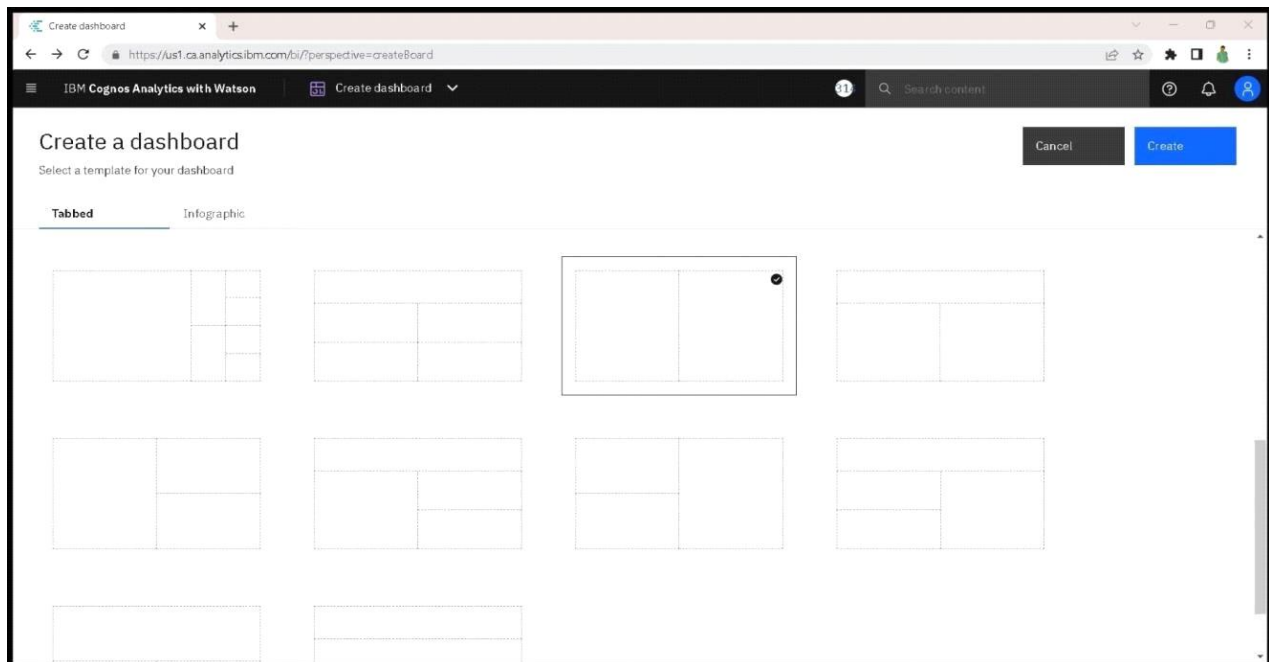 Create dashboard
https://us1.ca.analytics.ibm.com/bi/?perspective=createBoard
IBM Cognos Analytics with Watson
Create dashboard
Search content
Create a dashboard
Cancel
Create
Select a template for your dashboard
Tabbed
Infographic